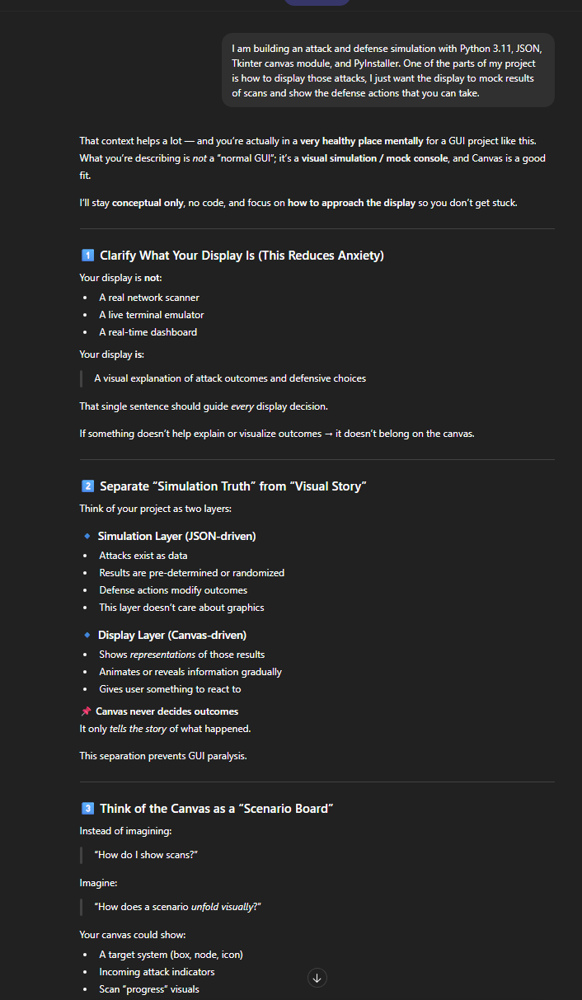 I am building an attack and defense simulation with Python 3.11, JSON,
Tkinter canvas module, and PyInstaller. One of the parts of my project
is how to display those attacks, I just want the display to mock results
of scans and show the defense actions that you can take.
That context helps a lot — and you're actually in a very healthy place mentally for a GUI project like this.
What you're describing is not a "normal GUI"; it's a visual simulation / mock console, and Canvas is a good
fit.
I'll stay conceptual only, no code, and focus on how to approach the display so you don't get stuck.
1 Clarify What Your Display Is (This Reduces Anxiety)
Your display is not:
• A real network scanner
• A live terminal emulator
• A real-time dashboard
Your display is:
A visual explanation of attack outcomes and defensive choices
That single sentence should guide every display decision.
If something doesn't help explain or visualize outcomes → it doesn't belong on the canvas.
2 Separate "Simulation Truth" from "Visual Story"
Think of your project as two layers:
Simulation Layer (JSON-driven)
• Attacks exist as data
• Results are pre-determined or randomized
• Defense actions modify outcomes
• This layer doesn't care about graphics
Display Layer (Canvas-driven)
• Shows representations of those results
• Animates or reveals information gradually
• Gives user something to react to
Canvas never decides outcomes
It only tells the story of what happened.
This separation prevents GUI paralysis.
3 Think of the Canvas as a "Scenario Board"
Instead of imagining:
"How do I show scans?"
Imagine:
"How does a scenario unfold visually?"
Your canvas could show:
• A target system (box, node, icon)
• Incoming attack indicators
• Scan "progress" visuals